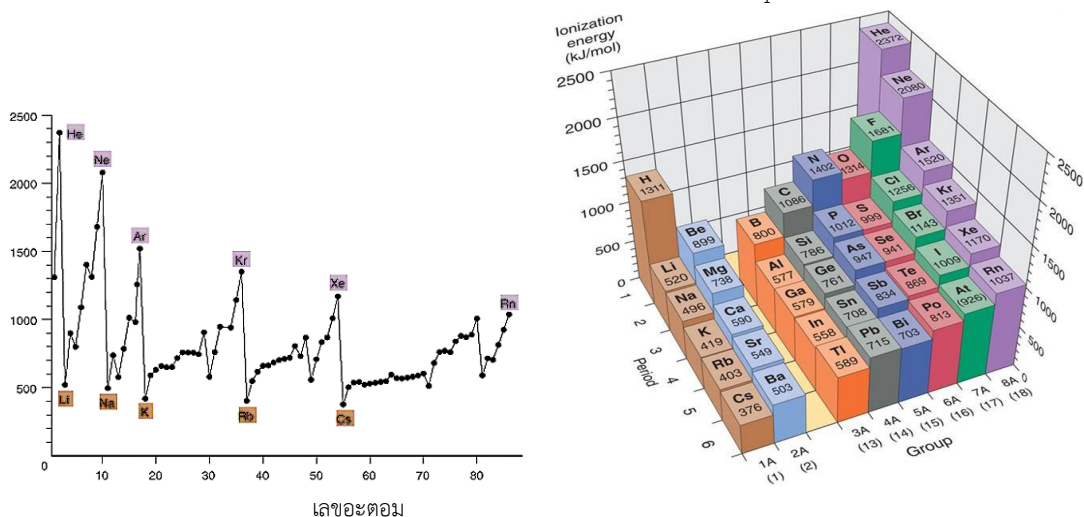 2500
2000
1500
1000
500
0
He
Ne
Ar
Kr
Xe
Rn
Li
Na
K
Rb
Cs
10
20
30
40
50
60
70
80
เลขอะตอม
Ionization
energy
(kJ/mol)
2500
2000
1500
1000
500
0
H
1311
Li
520
Na
496
K
419
Rb
403
Cs
376
Be
899
Mg
738
Ca
590
Sr
549
Ba
503
B
800
Al
577
Ga
579
In
558
Tl
589
C
1086
Si
786
Ge
761
Sn
708
Pb
715
N
1402
P
1012
As
947
Sb
834
Bi
703
O
1314
S
999
Se
941
Te
869
Po
813
F
1681
Cl
1256
Br
1143
I
1009
At
(926)
He
2372
Ne
2080
Ar
1520
Kr
1351
Xe
1170
Rn
1037
2500
2000
1500
1000
500
0
1
2
3
4
5
6
Period
1A
(1)
2A
(2)
3A
(13)
4A
(14)
5A
(15)
6A
(16)
7A
(17)
8A
(18)
Group